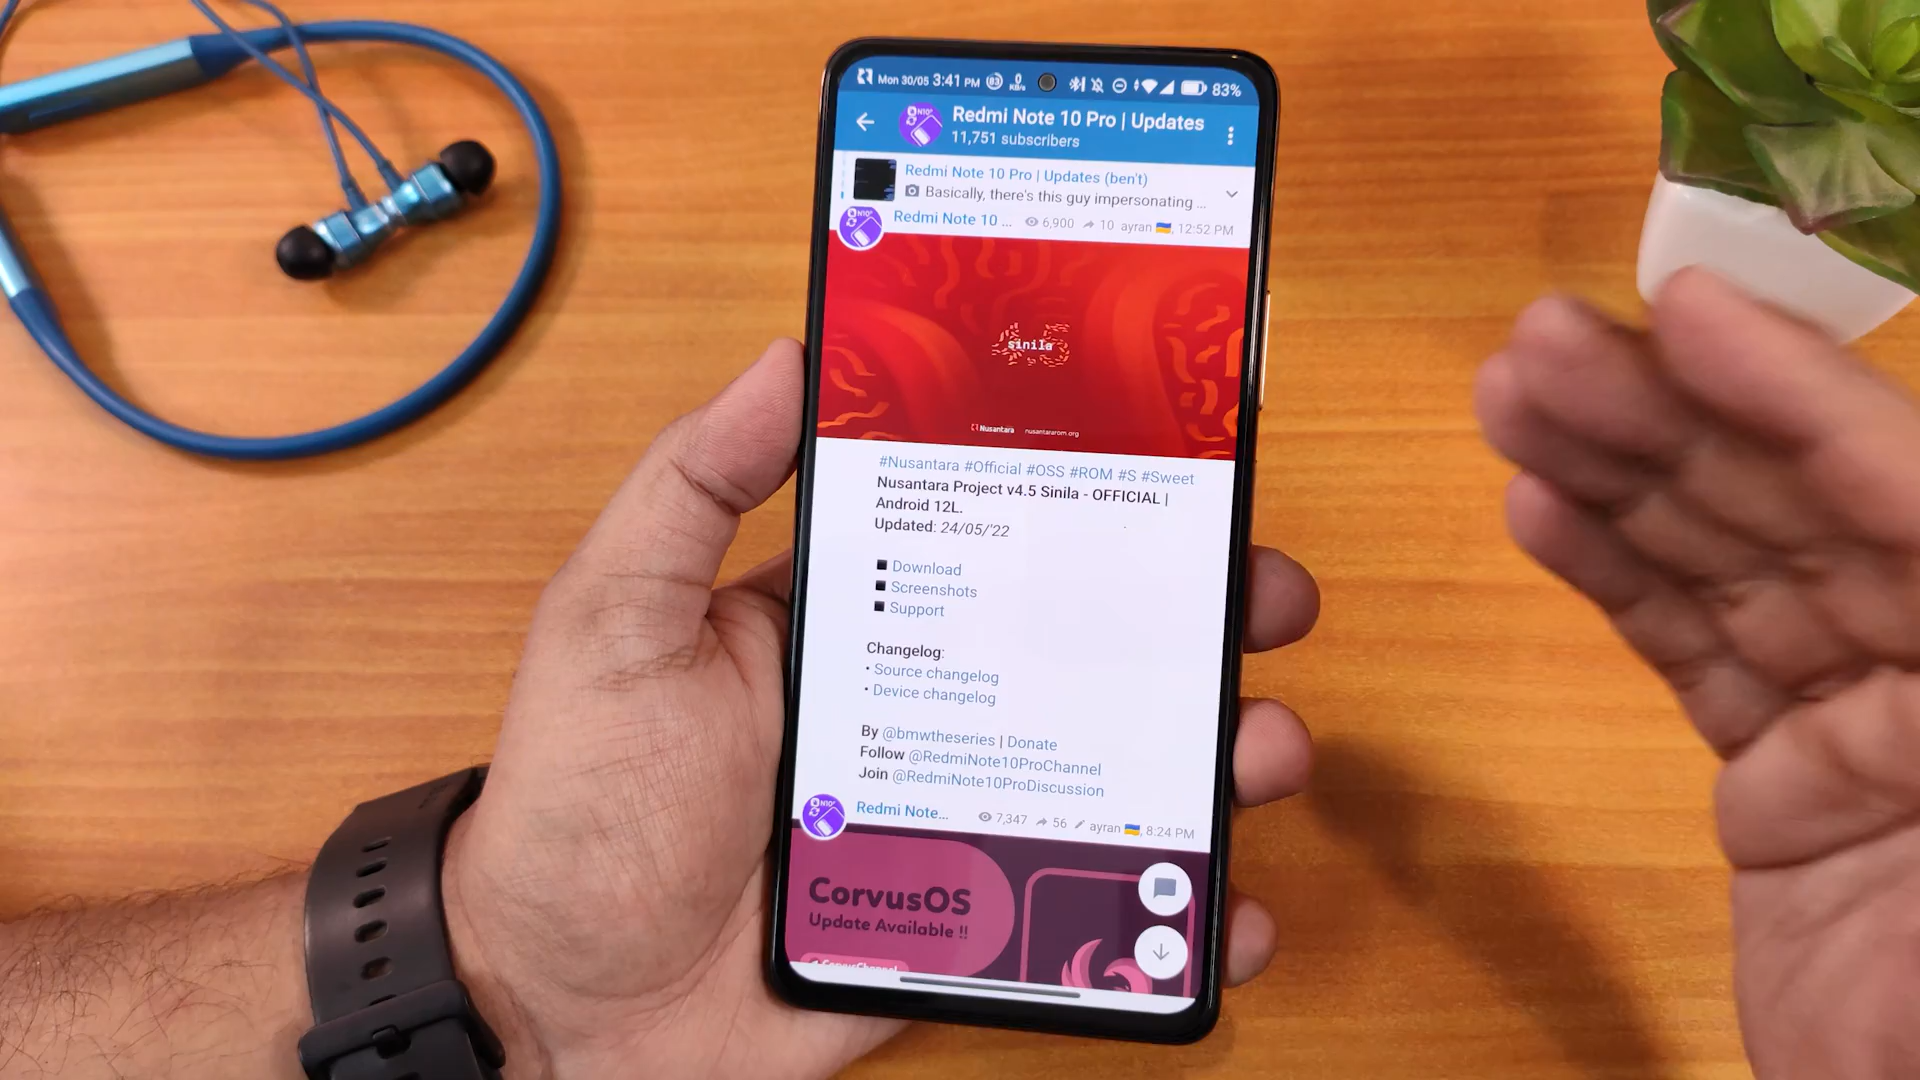 Mon 30/05 3:41 PM 83 0 KB/s 83%
Redmi Note 10 Pro | Updates
11,751 subscribers
Redmi Note 10 Pro | Updates (ben't)
Basically, there's this guy impersonating ...
Redmi Note 10 ... 6,900 10 ayran 🇺🇦, 12:52 PM
sinila
Nusantara nusantararom.org
#Nusantara #Official #OSS #ROM #S #Sweet
Nusantara Project v4.5 Sinila - OFFICIAL |
Android 12L.
Updated: 24/05/'22
Download
Screenshots
Support
Changelog:
• Source changelog
• Device changelog
By @bmwtheseries | Donate
Follow @RedmiNote10ProChannel
Join @RedmiNote10ProDiscussion
Redmi Note... 7,347 56 ayran 🇺🇦, 8:24 PM
CorvusOS
Update Available !!
CorvusChannel